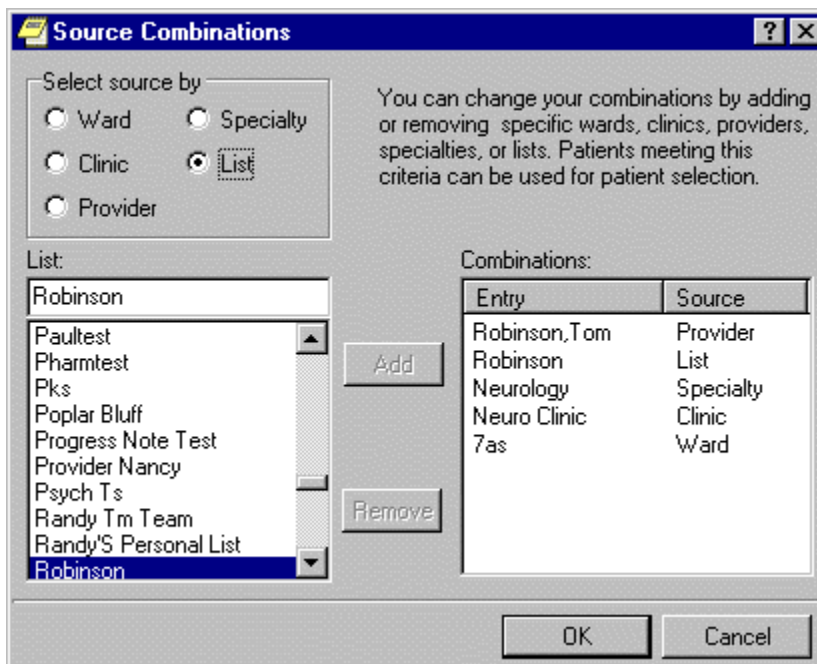 Source Combinations
Select source by
Ward Specialty
Clinic List
Provider
You can change your combinations by adding
or removing specific wards, clinics, providers,
specialties, or lists. Patients meeting this
criteria can be used for patient selection.
List:
Robinson
Paultest
Pharmtest
Pks
Poplar Bluff
Progress Note Test
Provider Nancy
Psych Ts
Randy Tm Team
Randy'S Personal List
Robinson
Add
Remove
Combinations:
Entry Source
Robinson,Tom Provider
Robinson List
Neurology Specialty
Neuro Clinic Clinic
7as Ward
OK Cancel